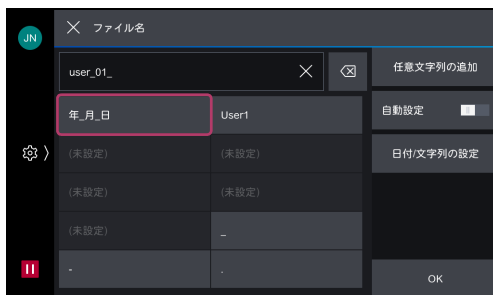 JN
ファイル名
user_01_
任意文字列の追加
年_月_日
User1
自動設定
(未設定)
(未設定)
日付/文字列の設定
(未設定)
(未設定)
(未設定)
_
-
.
OK